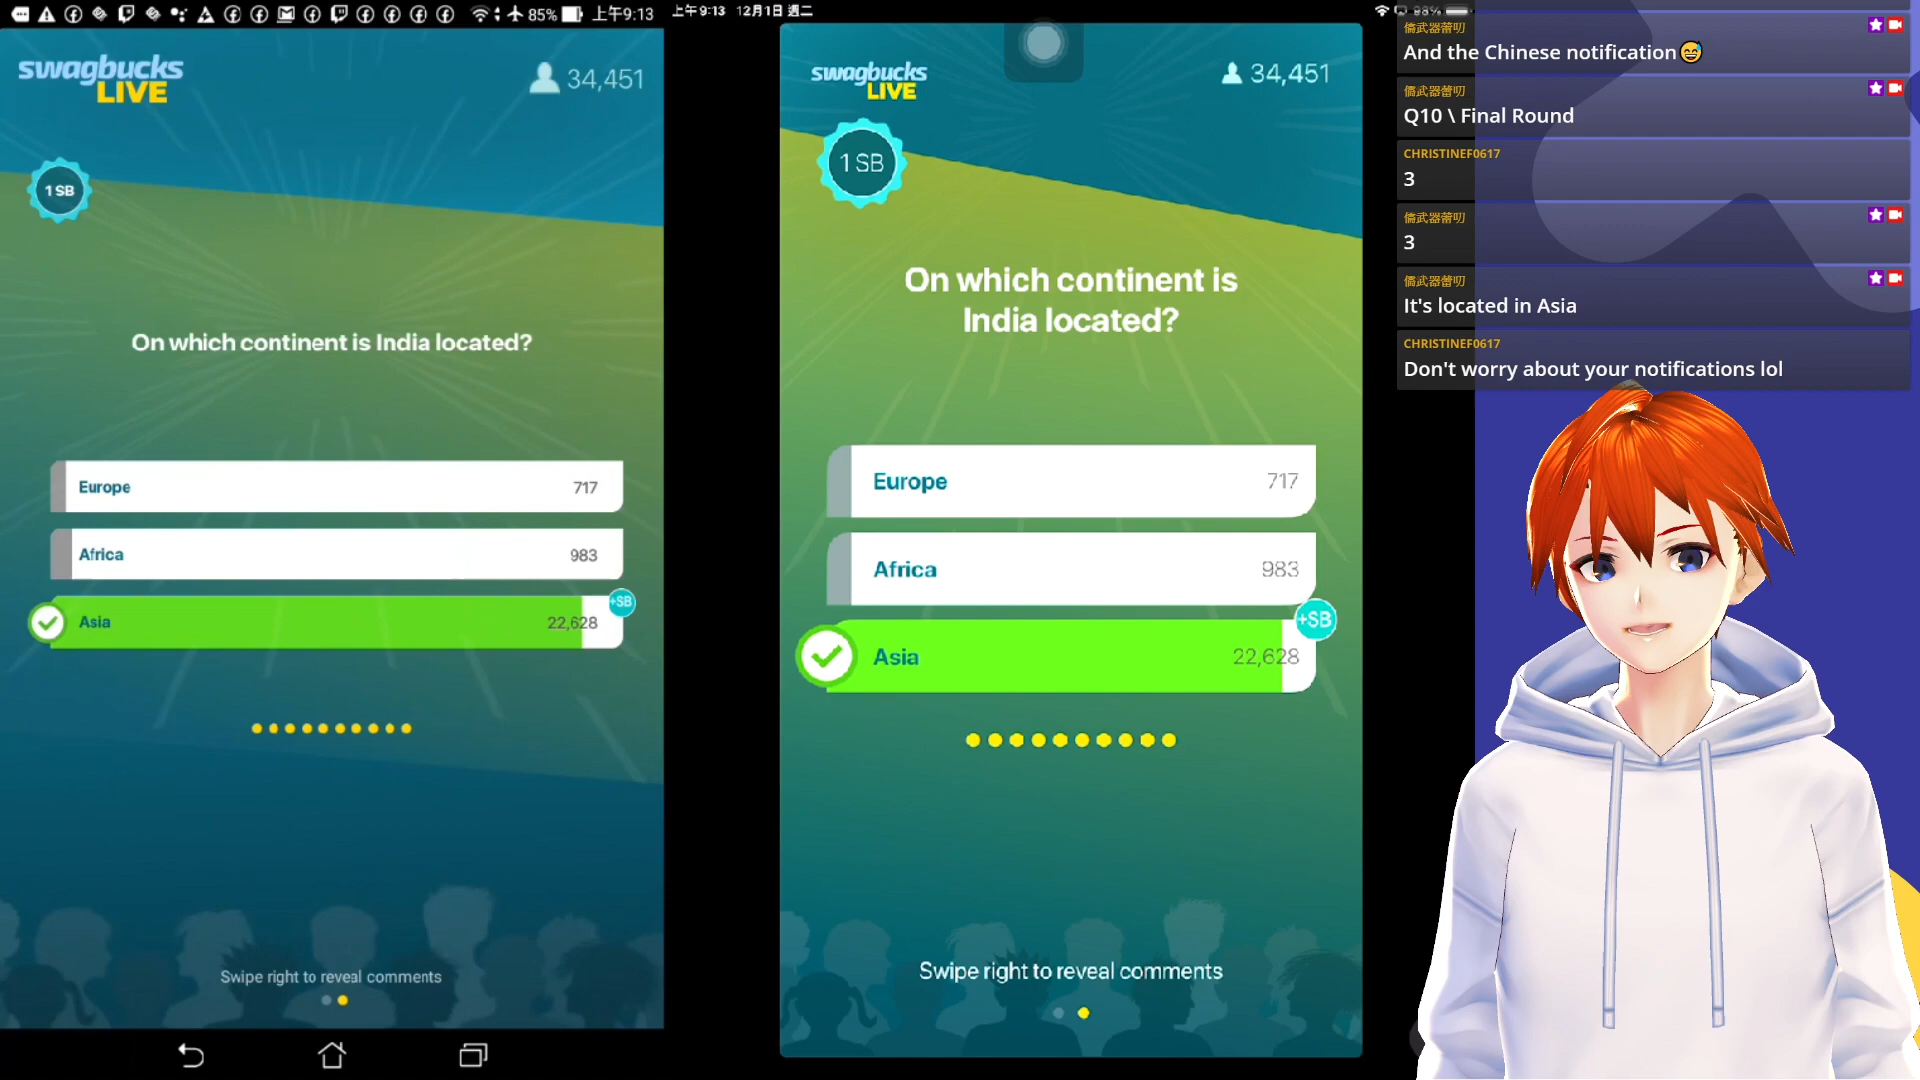 85% 上午9:13
swagbucks
LIVE
34,451
1 SB
On which continent is India located?
Europe 717
Africa 983
+SB
Asia 22,628
Swipe right to reveal comments
上午9:13 12月1日 週二
98%
swagbucks
LIVE
34,451
1 SB
On which continent is
India located?
Europe 717
Africa 983
+SB
Asia 22,628
Swipe right to reveal comments
And the Chinese notification😅
Q10 \ Final Round
CHRISTINEF0617
3
3
It's located in Asia
CHRISTINEF0617
Don't worry about your notifications lol